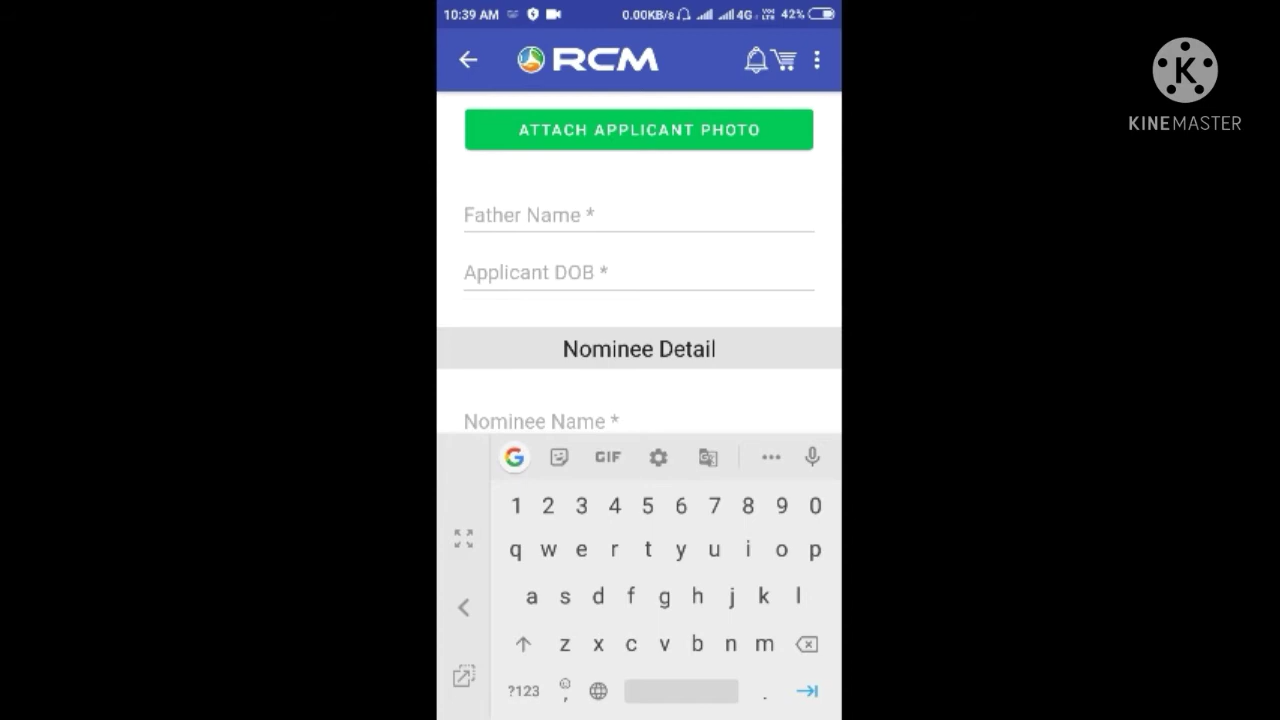 10:39 AM 0.00KB/s 4G VoLTE 42%
RCM
K
KINEMASTER
ATTACH APPLICANT PHOTO
Father Name *
Applicant DOB *
Nominee Detail
Nominee Name *
G GIF
1 2 3 4 5 6 7 8 9 0
q w e r t y u i o p
a s d f g h j k l
z x c v b n m
?123 , .